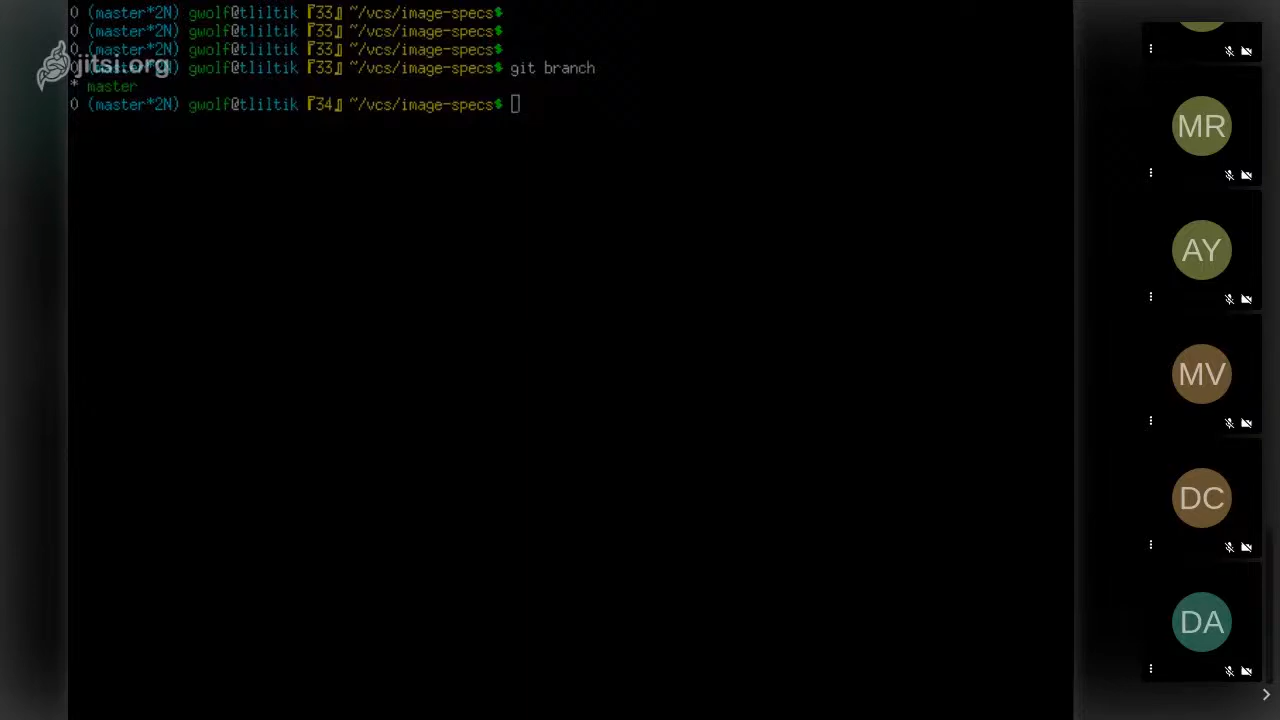 0 (master*2N) gwolf@tliltik『33』~/vcs/image-specs$
0 (master*2N) gwolf@tliltik『33』~/vcs/image-specs$
0 (master*2N) gwolf@tliltik『33』~/vcs/image-specs$
0 (master*2N) gwolf@tliltik『33』~/vcs/image-specs$ git branch
* master
0 (master*2N) gwolf@tliltik『34』~/vcs/image-specs$
jitsi.org
MR
AY
MV
DC
DA